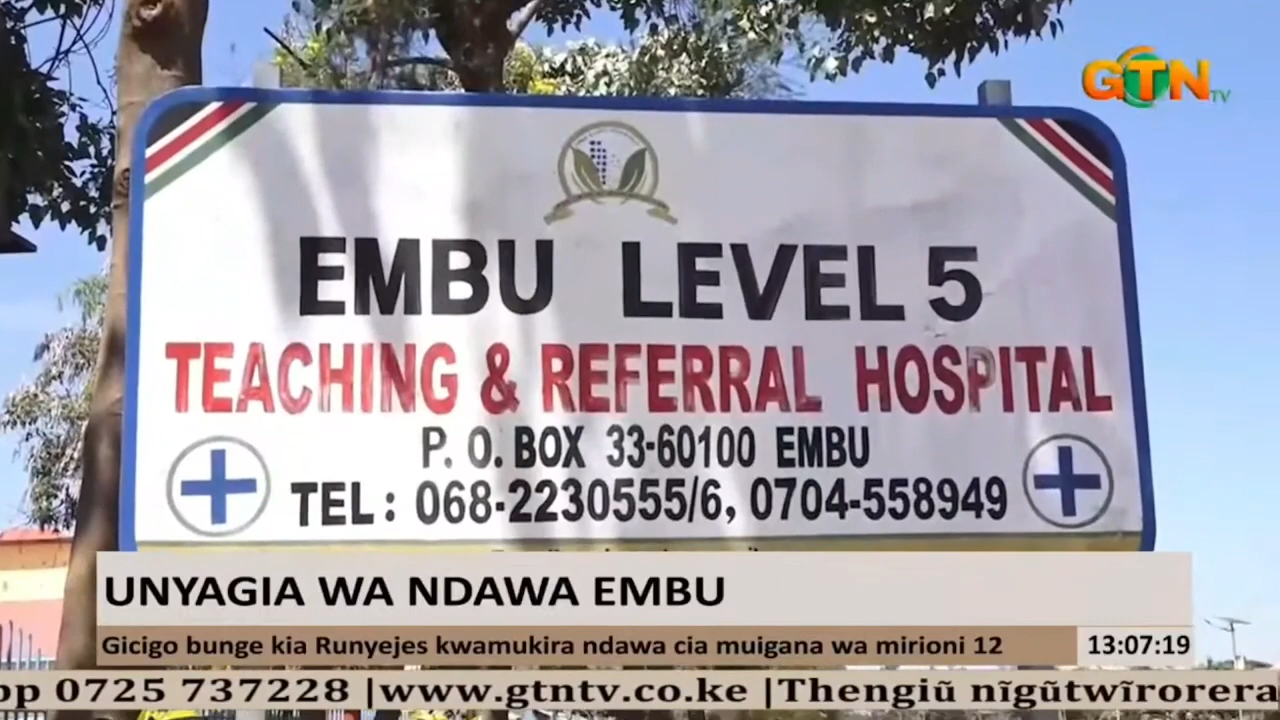 GTN TV
EMBU LEVEL 5
TEACHING & REFERRAL HOSPITAL
P. O. BOX 33-60100 EMBU
TEL : 068-2230555/6, 0704-558949
UNYAGIA WA NDAWA EMBU
Gicigo bunge kia Runyejes kwamukira ndawa cia muigana wa mirioni 12
13:07:19
pp 0725 737228 |www.gtntv.co.ke |Thengiũ nĩgũtwĩrorera